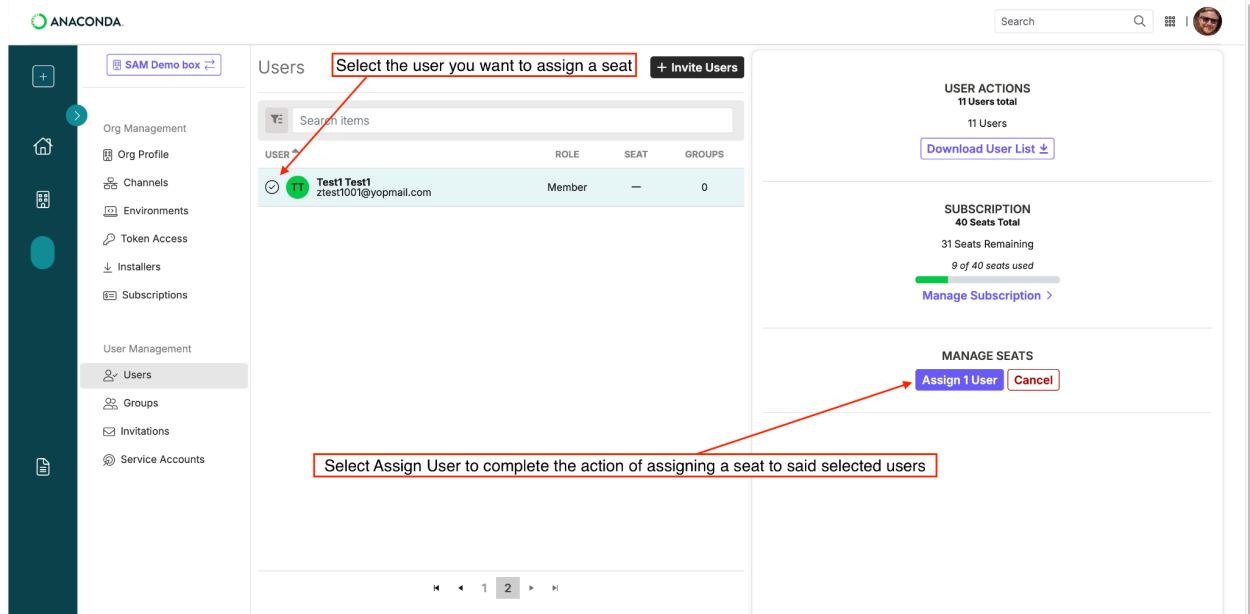 ANACONDA.
Search
SAM Demo box
Org Management
Org Profile
Channels
Environments
Token Access
Installers
Subscriptions
User Management
Users
Groups
Invitations
Service Accounts
Users
Select the user you want to assign a seat
+ Invite Users
Search items
USER ROLE SEAT GROUPS
TT Test1 Test1 Member — 0
ztest1001@yopmail.com
Select Assign User to complete the action of assigning a seat to said selected users
1 2
USER ACTIONS
11 Users total
11 Users
Download User List
SUBSCRIPTION
40 Seats Total
31 Seats Remaining
9 of 40 seats used
Manage Subscription >
MANAGE SEATS
Assign 1 User Cancel